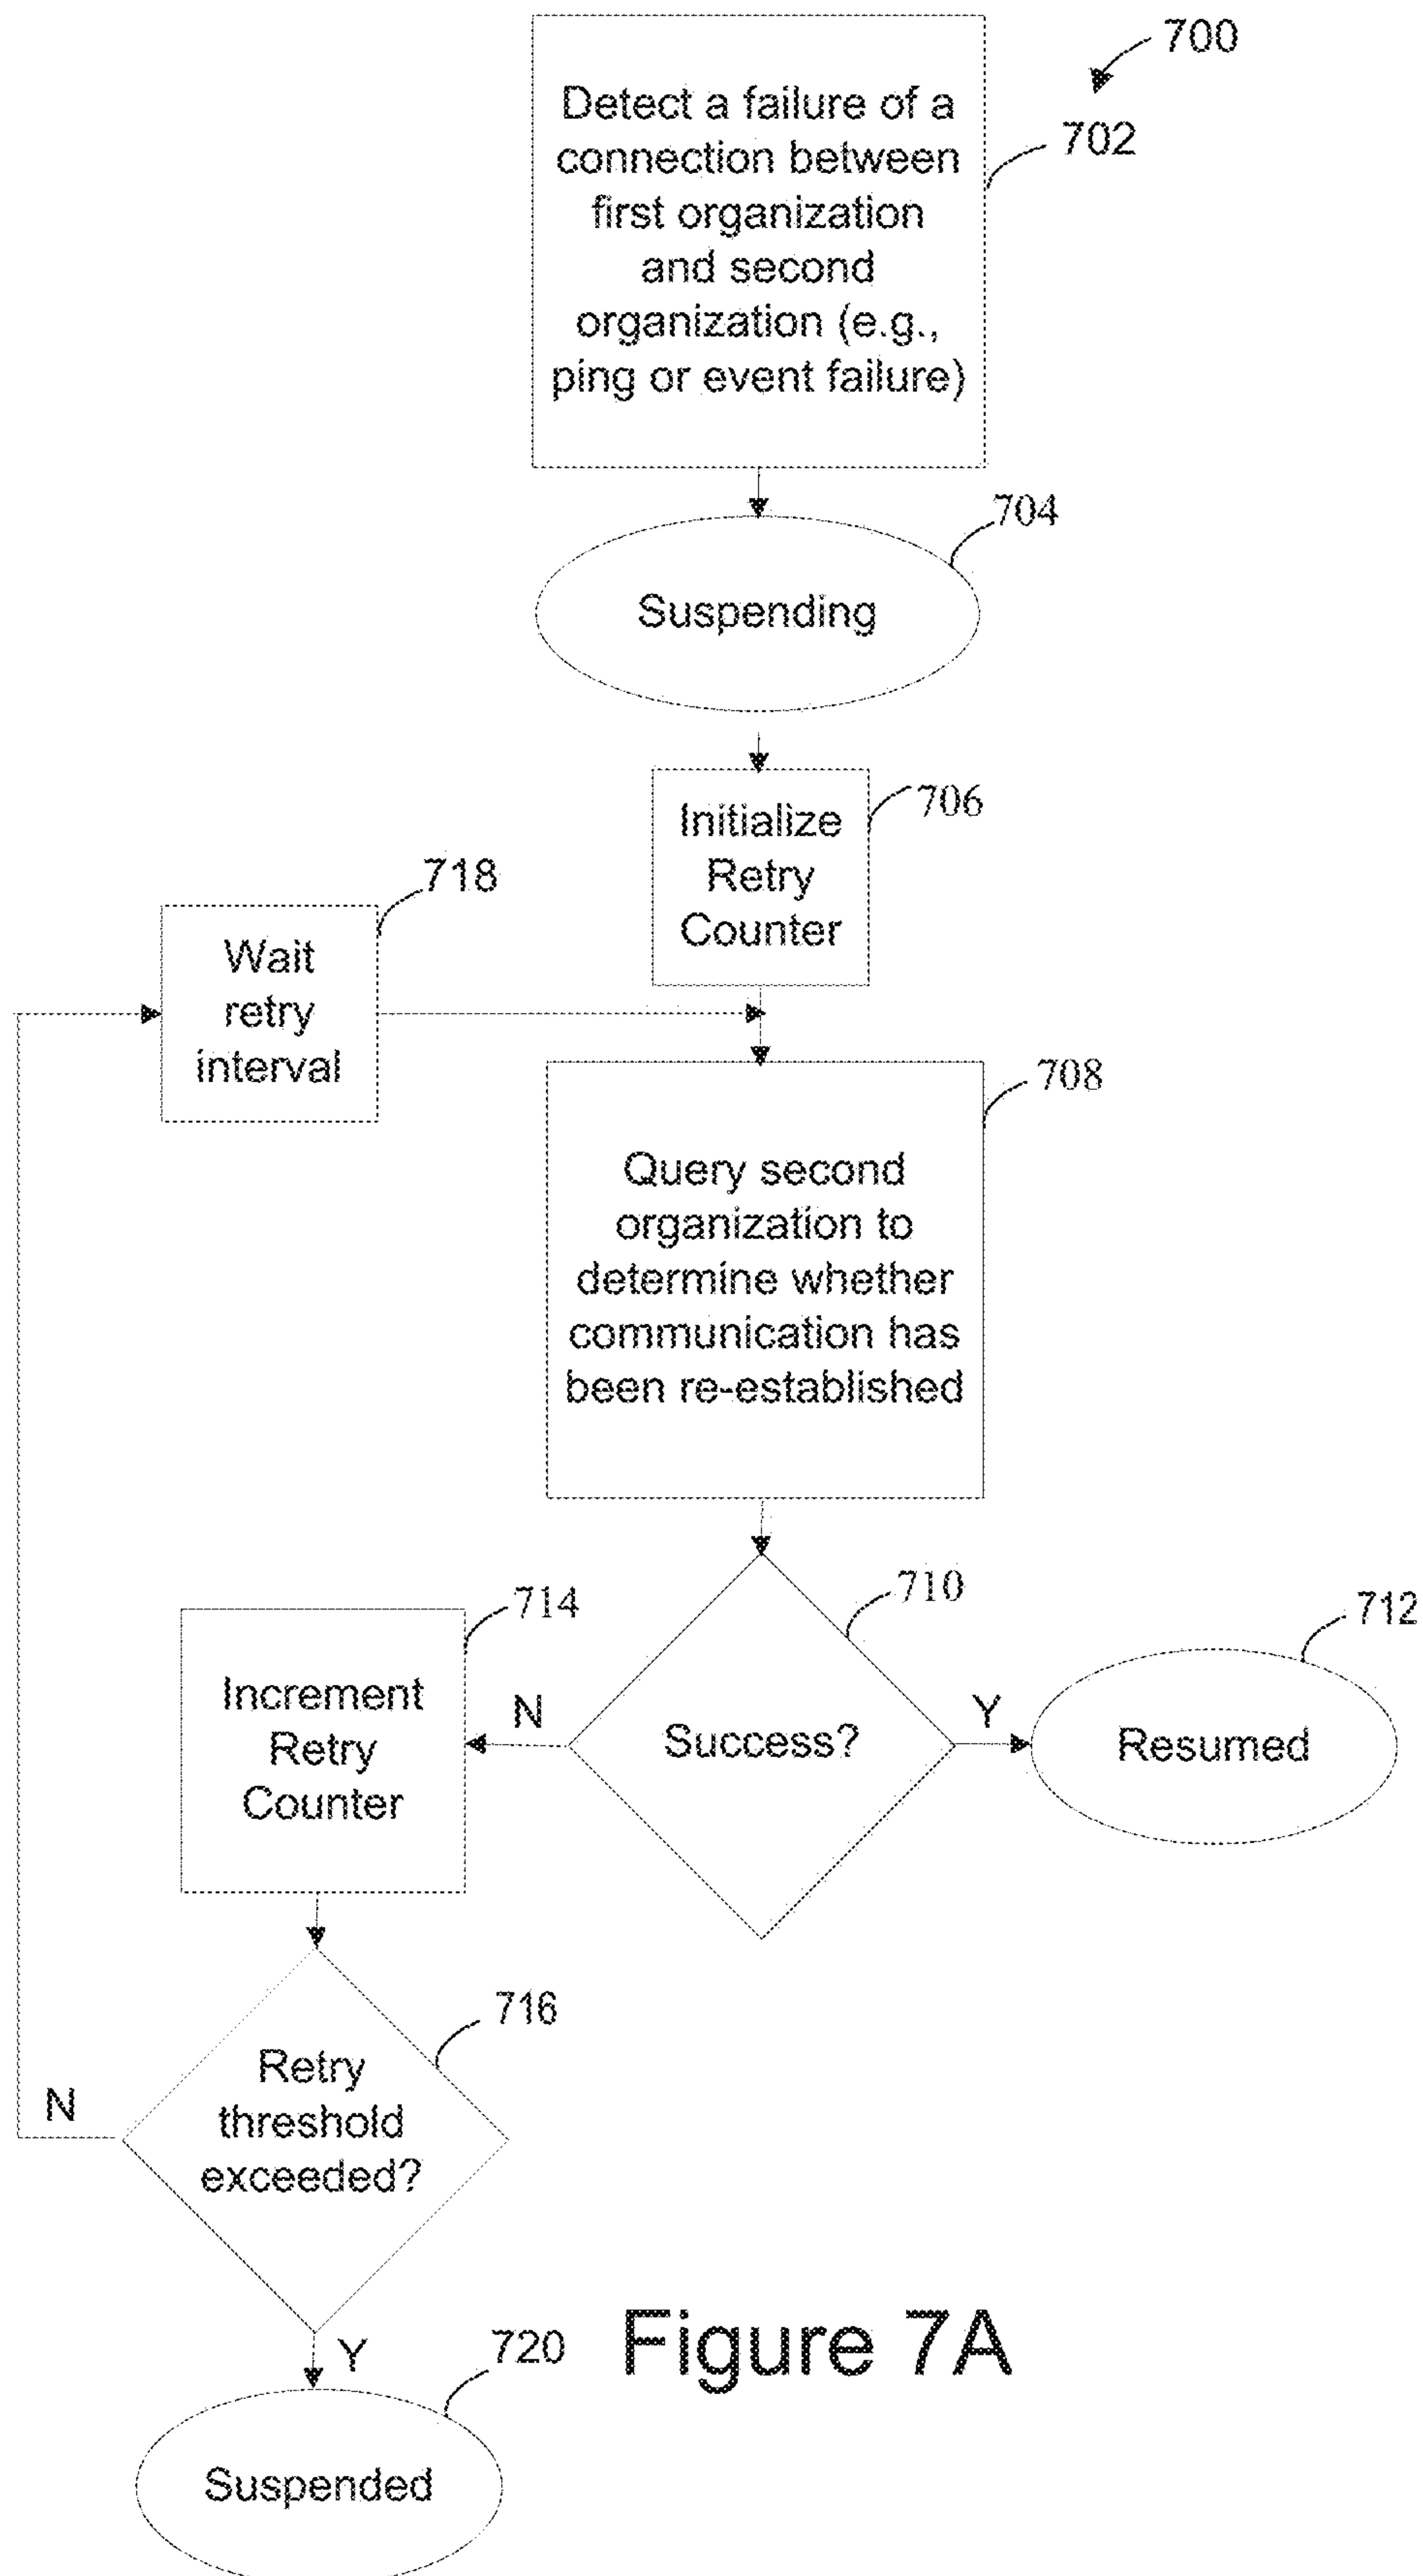 700
Detect a failure of a
connection between
first organization
and second
organization (e.g.,
ping or event failure)
702
704
Suspending
706
Initialize
Retry
Counter
718
Wait
retry
interval
708
Query second
organization to
determine whether
communication has
been re-established
710
Success?
Y
712
Resumed
N
714
Increment
Retry
Counter
716
Retry
threshold
exceeded?
N
Y
720
Suspended
Figure 7A